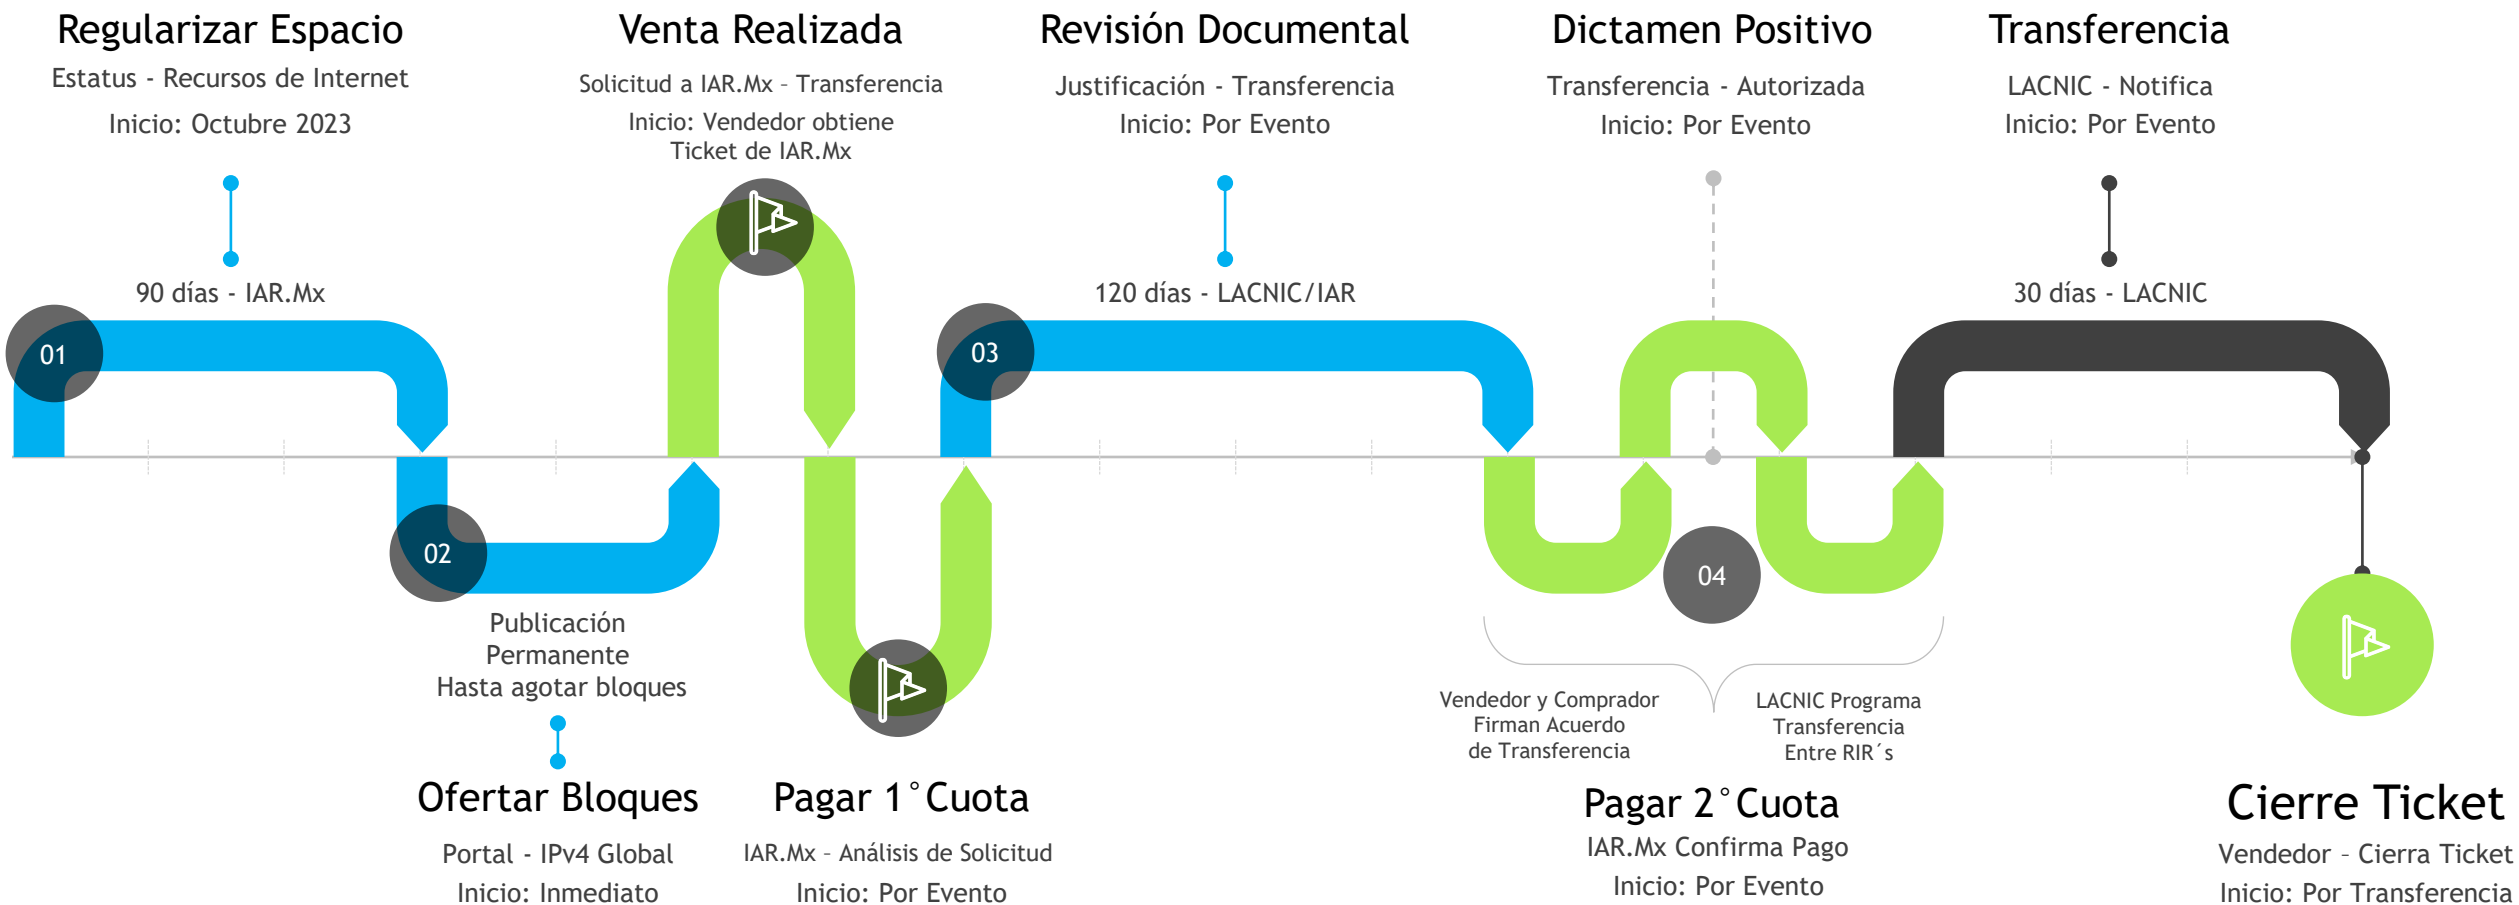 Regularizar Espacio
Estatus - Recursos de Internet
Inicio: Octubre 2023
90 días - IAR.Mx
01
02
Publicación
Permanente
Hasta agotar bloques
Ofertar Bloques
Portal - IPv4 Global
Inicio: Inmediato
Venta Realizada
Solicitud a IAR.Mx – Transferencia
Inicio: Vendedor obtiene
Ticket de IAR.Mx
Pagar 1°Cuota
IAR.Mx – Análisis de Solicitud
Inicio: Por Evento
Revisión Documental
Justificación - Transferencia
Inicio: Por Evento
120 días - LACNIC/IAR
03
Dictamen Positivo
Transferencia - Autorizada
Inicio: Por Evento
04
Vendedor y Comprador
Firman Acuerdo
de Transferencia
LACNIC Programa
Transferencia
Entre RIR´s
Pagar 2°Cuota
IAR.Mx Confirma Pago
Inicio: Por Evento
Transferencia
LACNIC - Notifica
Inicio: Por Evento
30 días - LACNIC
Cierre Ticket
Vendedor – Cierra Ticket
Inicio: Por Transferencia